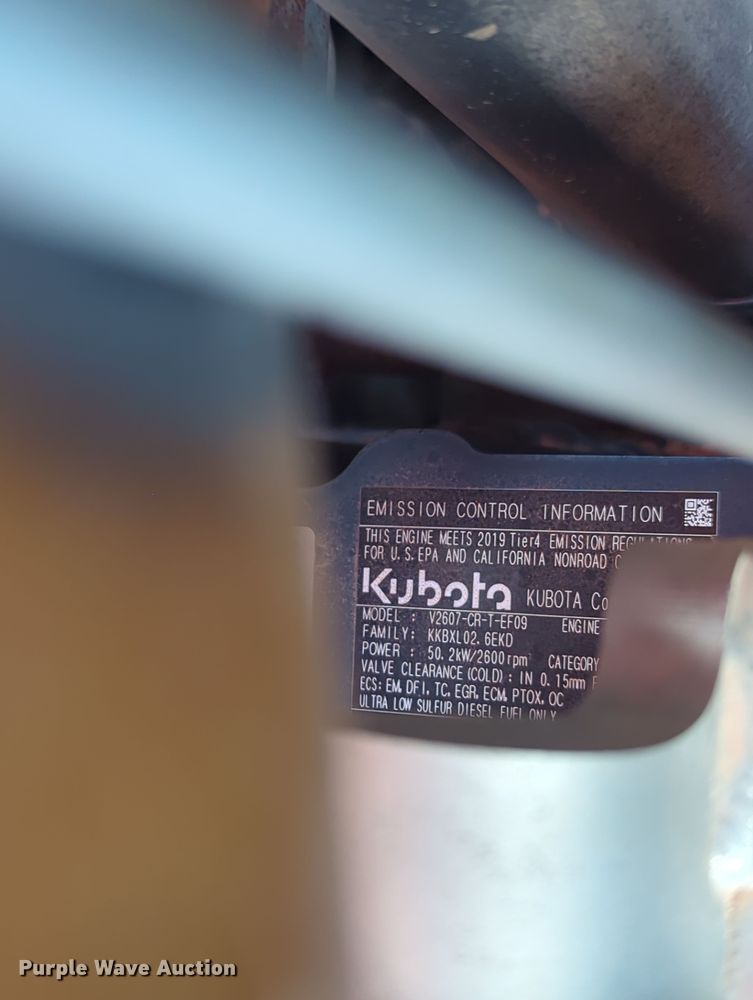 EMISSION CONTROL INFORMATION
THIS ENGINE MEETS 2019 Tier4 EMISSION REGULATIONS
FOR U.S. EPA AND CALIFORNIA NONROAD
Kubota KUBOTA Co
MODEL : V2607-CR-T-EF09 ENGINE
FAMILY: KKBXL02.6EKD
POWER : 50.2kW/2600rpm CATEGORY
VALVE CLEARANCE (COLD) : IN 0.15mm
ECS: EM, DFI, TC, EGR, ECM, PTOX, OC
ULTRA LOW SULFUR DIESEL FUEL ONLY
Purple Wave Auction